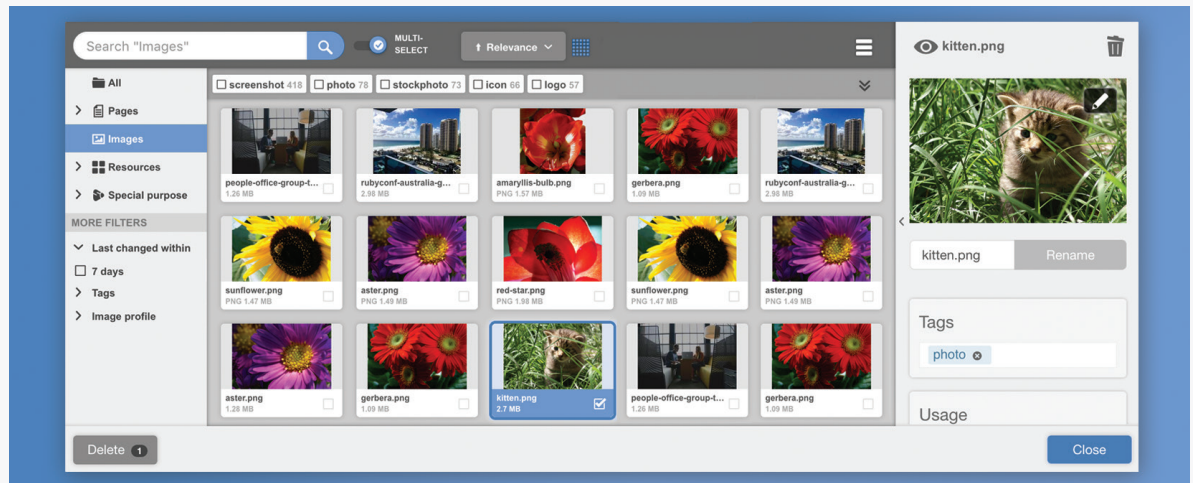 Search "Images"
MULTI-
SELECT
Relevance
All
Pages
Images
Resources
Special purpose
MORE FILTERS
Last changed within
7 days
Tags
Image profile
screenshot 418
photo 78
stockphoto 73
icon 66
logo 57
people-office-group-t...
1.26 MB
rubyconf-australia-g...
2.98 MB
amaryllis-bulb.png
PNG 1.57 MB
gerbera.png
1.09 MB
rubyconf-australia-g...
2.98 MB
sunflower.png
PNG 1.47 MB
aster.png
PNG 1.49 MB
red-star.png
PNG 1.98 MB
sunflower.png
PNG 1.47 MB
aster.png
PNG 1.49 MB
aster.png
1.28 MB
gerbera.png
1.09 MB
kitten.png
2.7 MB
people-office-group-t...
1.26 MB
gerbera.png
1.09 MB
kitten.png
kitten.png
Rename
Tags
photo
Usage
Delete 1
Close